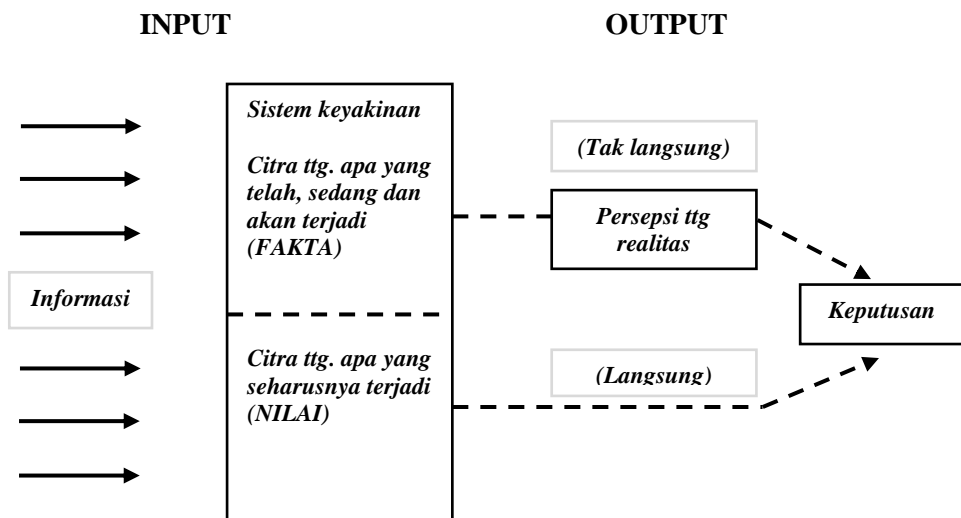 INPUT
OUTPUT
Informasi
Sistem keyakinan
Citra ttg. apa yang
telah, sedang dan
akan terjadi
(FAKTA)
Citra ttg. apa yang
seharusnya terjadi
(NILAI)
(Tak langsung)
Persepsi ttg
realitas
(Langsung)
Keputusan